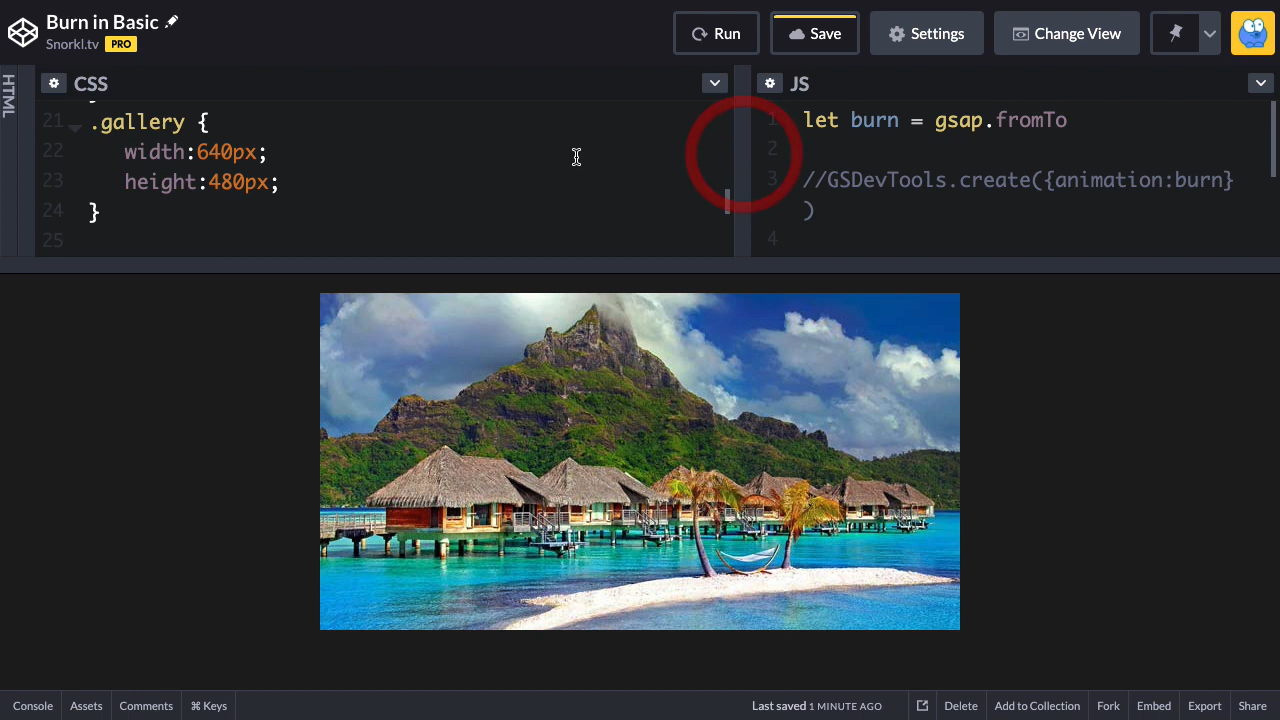 Burn in Basic
Snorkl.tv PRO
Run
Save
Settings
Change View
HTML
CSS
21 .gallery {
22 width:640px;
23 height:480px;
24 }
25
JS
1 let burn = gsap.fromTo
2
3 //GSDevTools.create({animation:burn}
)
4
Console
Assets
Comments
⌘ Keys
Last saved 1 MINUTE AGO
Delete
Add to Collection
Fork
Embed
Export
Share